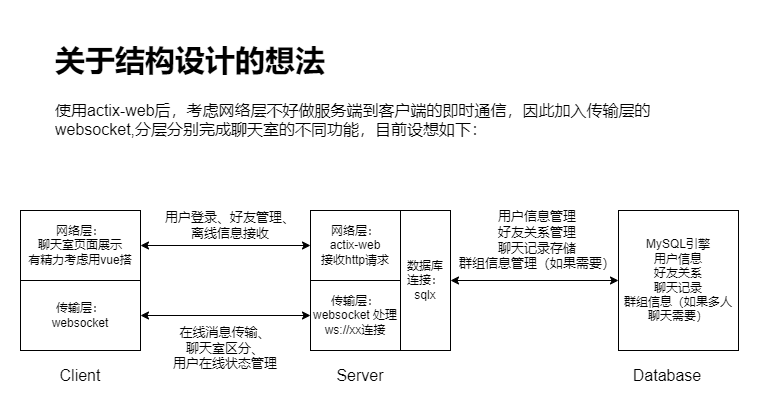 关于结构设计的想法
使用actix-web后，考虑网络层不好做服务端到客户端的即时通信，因此加入传输层的
websocket,分层分别完成聊天室的不同功能，目前设想如下：
网络层：
聊天室页面展示
有精力考虑用vue搭
传输层：
websocket
Client
用户登录、好友管理、
离线信息接收
在线消息传输、
聊天室区分、
用户在线状态管理
网络层：
actix-web
接收http请求
传输层：
websocket 处理
ws://xx连接
数据库
连接：
sqlx
Server
用户信息管理
好友关系管理
聊天记录存储
群组信息管理（如果需要）
MySQL引擎
用户信息
好友关系
聊天记录
群组信息（如果多人
聊天需要）
Database